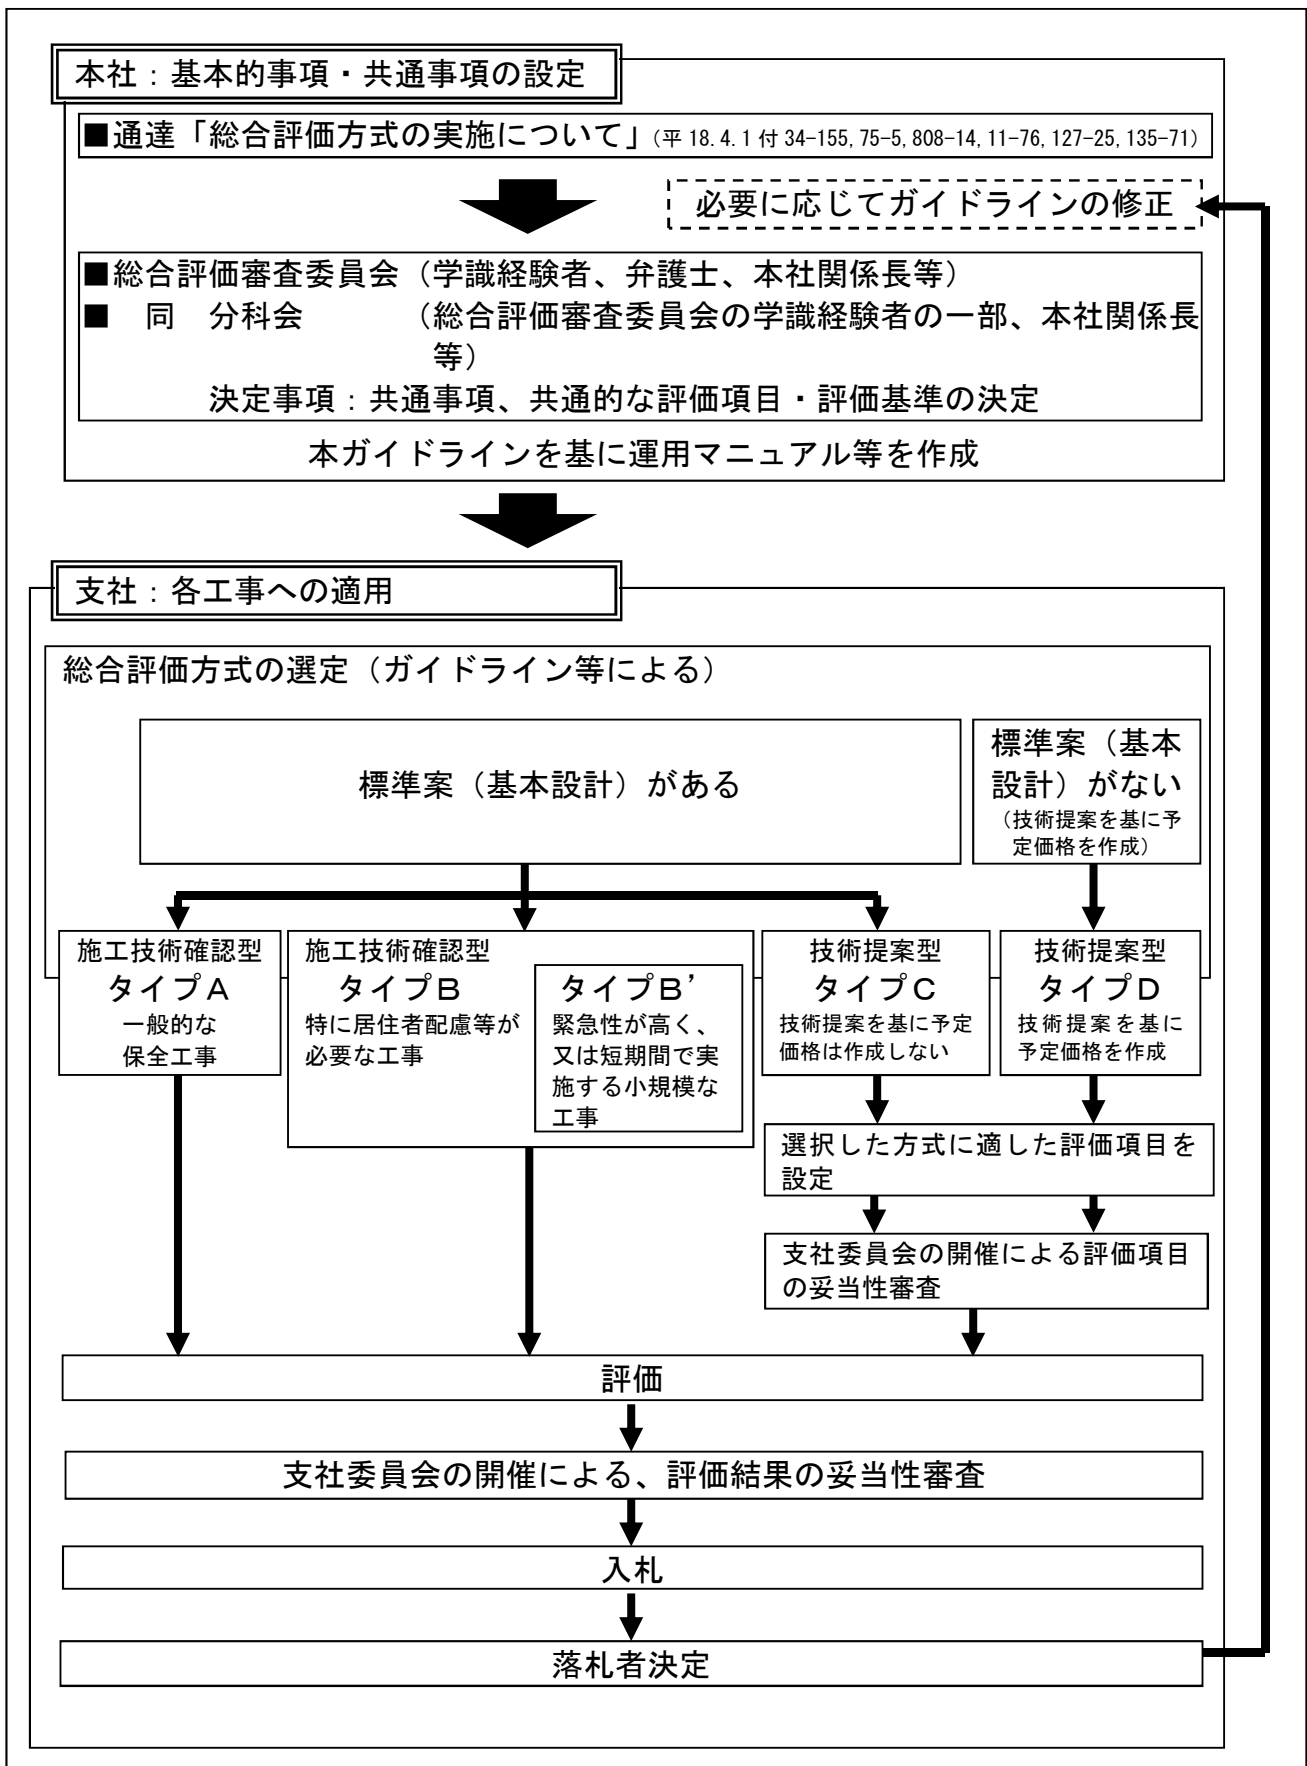 本社：基本的事項・共通事項の設定
■通達「総合評価方式の実施について」（平18.4.1付34-155,75-5,808-14,11-76,127-25,135-71）
必要に応じてガイドラインの修正
■総合評価審査委員会（学識経験者、弁護士、本社関係長等）
■　同　分科会　　　（総合評価審査委員会の学識経験者の一部、本社関係長
等）
決定事項：共通事項、共通的な評価項目・評価基準の決定
本ガイドラインを基に運用マニュアル等を作成
支社：各工事への適用
総合評価方式の選定（ガイドライン等による）
標準案（基本設計）がある
標準案（基本
設計）がない
（技術提案を基に予
定価格を作成）
施工技術確認型
タイプＡ
一般的な
保全工事
施工技術確認型
タイプＢ
特に居住者配慮等が
必要な工事
タイプＢ’
緊急性が高く、
又は短期間で実
施する小規模な
工事
技術提案型
タイプＣ
技術提案を基に予定
価格は作成しない
技術提案型
タイプＤ
技術提案を基に
予定価格を作成
選択した方式に適した評価項目を
設定
支社委員会の開催による評価項目
の妥当性審査
評価
支社委員会の開催による、評価結果の妥当性審査
入札
落札者決定